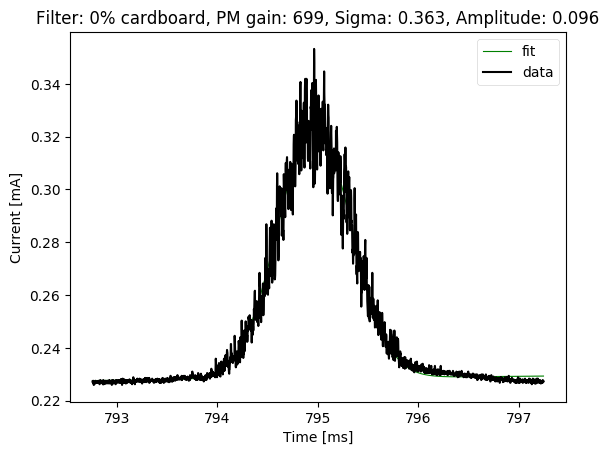 Filter: 0% cardboard, PM gain: 699, Sigma: 0.363, Amplitude: 0.096
fit
data
0.34
0.32
0.30
0.28
0.26
0.24
0.22
Current [mA]
793 794 795 796 797
Time [ms]